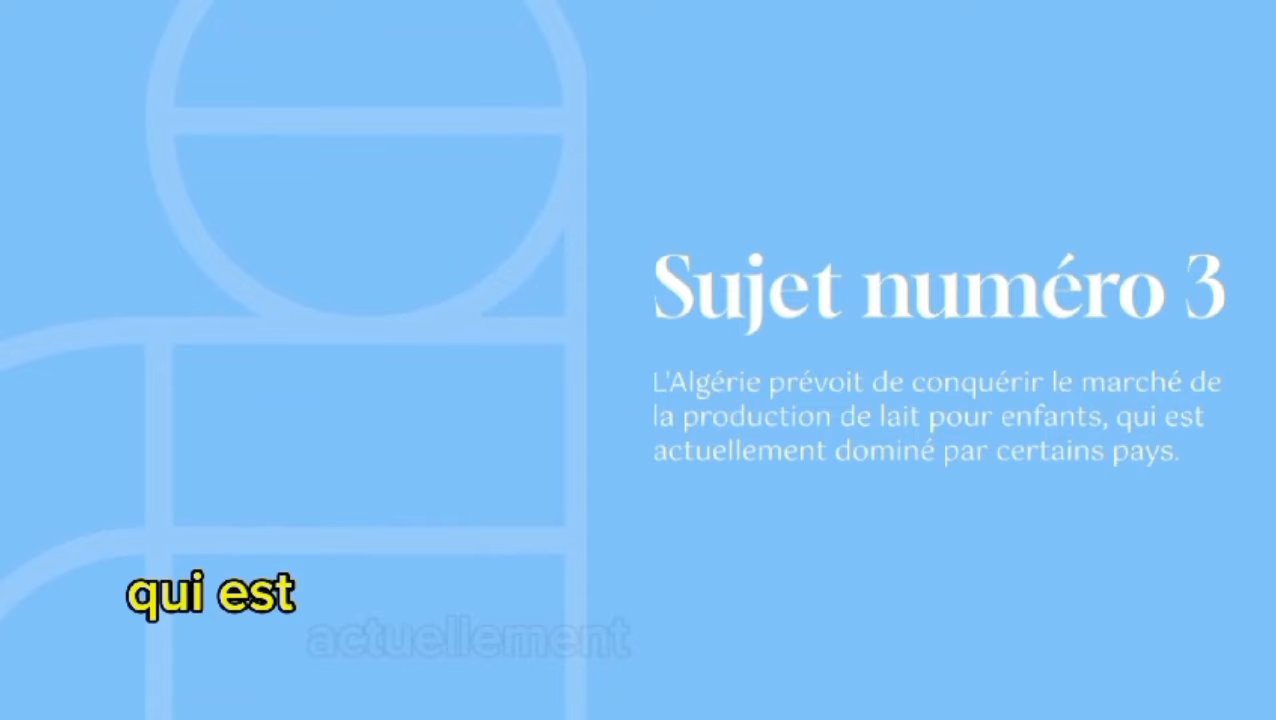 Sujet numéro 3
L'Algérie prévoit de conquérir le marché de
la production de lait pour enfants, qui est
actuellement dominé par certains pays.
qui est
actuellement